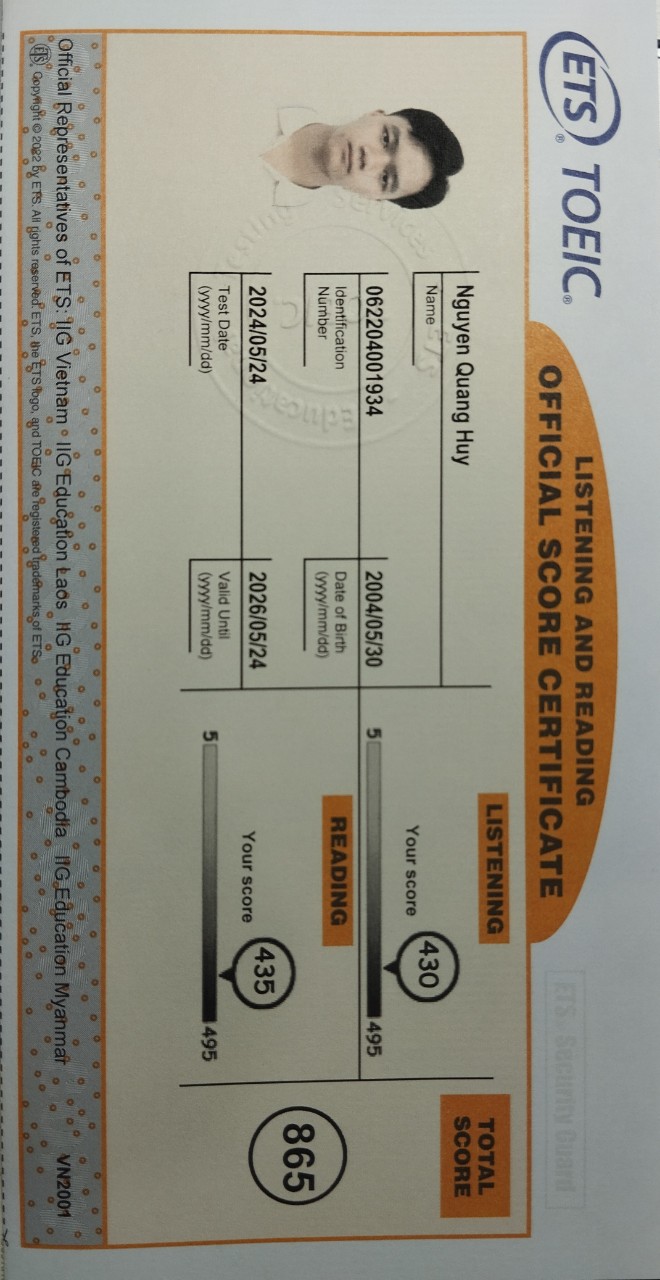 ETS® TOEIC®
LISTENING AND READING
OFFICIAL SCORE CERTIFICATE
ETS® Security Guard
Nguyen Quang Huy
Name
062204001934
Identification
Number
2004/05/30
Date of Birth
(yyyy/mm/dd)
2024/05/24
Test Date
(yyyy/mm/dd)
2026/05/24
Valid Until
(yyyy/mm/dd)
LISTENING
Your score 430
5 495
READING
Your score 435
5 495
TOTAL
SCORE
865
Official Representatives of ETS: IIG Vietnam IIG Education Laos IIG Education Cambodia IIG Education Myanmar VN2001
ETS Copyright © 2022 by ETS. All rights reserved. ETS, the ETS logo, and TOEIC are registered trademarks of ETS.